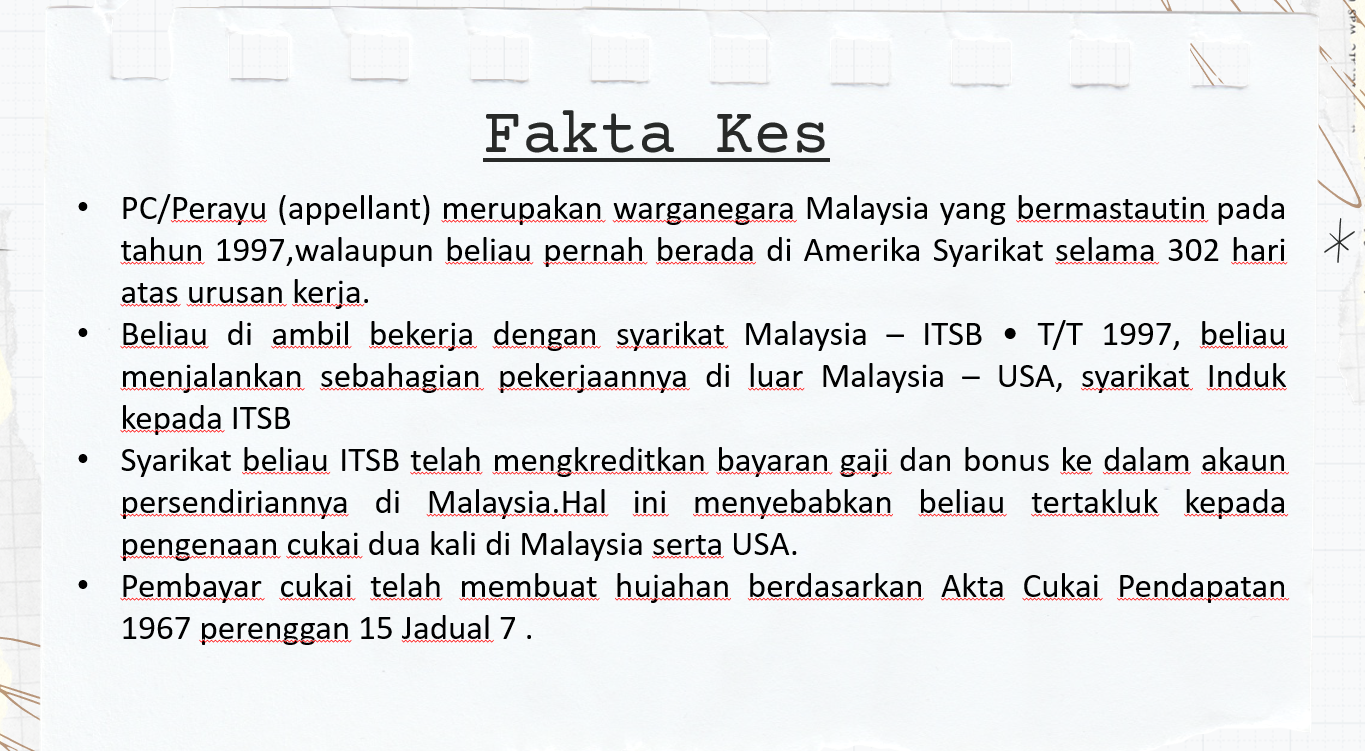 Fakta Kes
• PC/Perayu (appellant) merupakan warganegara Malaysia yang bermastautin pada
tahun 1997,walaupun beliau pernah berada di Amerika Syarikat selama 302 hari
atas urusan kerja.
• Beliau di ambil bekerja dengan syarikat Malaysia – ITSB • T/T 1997, beliau
menjalankan sebahagian pekerjaannya di luar Malaysia – USA, syarikat Induk
kepada ITSB
• Syarikat beliau ITSB telah mengkreditkan bayaran gaji dan bonus ke dalam akaun
persendiriannya di Malaysia.Hal ini menyebabkan beliau tertakluk kepada
pengenaan cukai dua kali di Malaysia serta USA.
• Pembayar cukai telah membuat hujahan berdasarkan Akta Cukai Pendapatan
1967 perenggan 15 Jadual 7 .